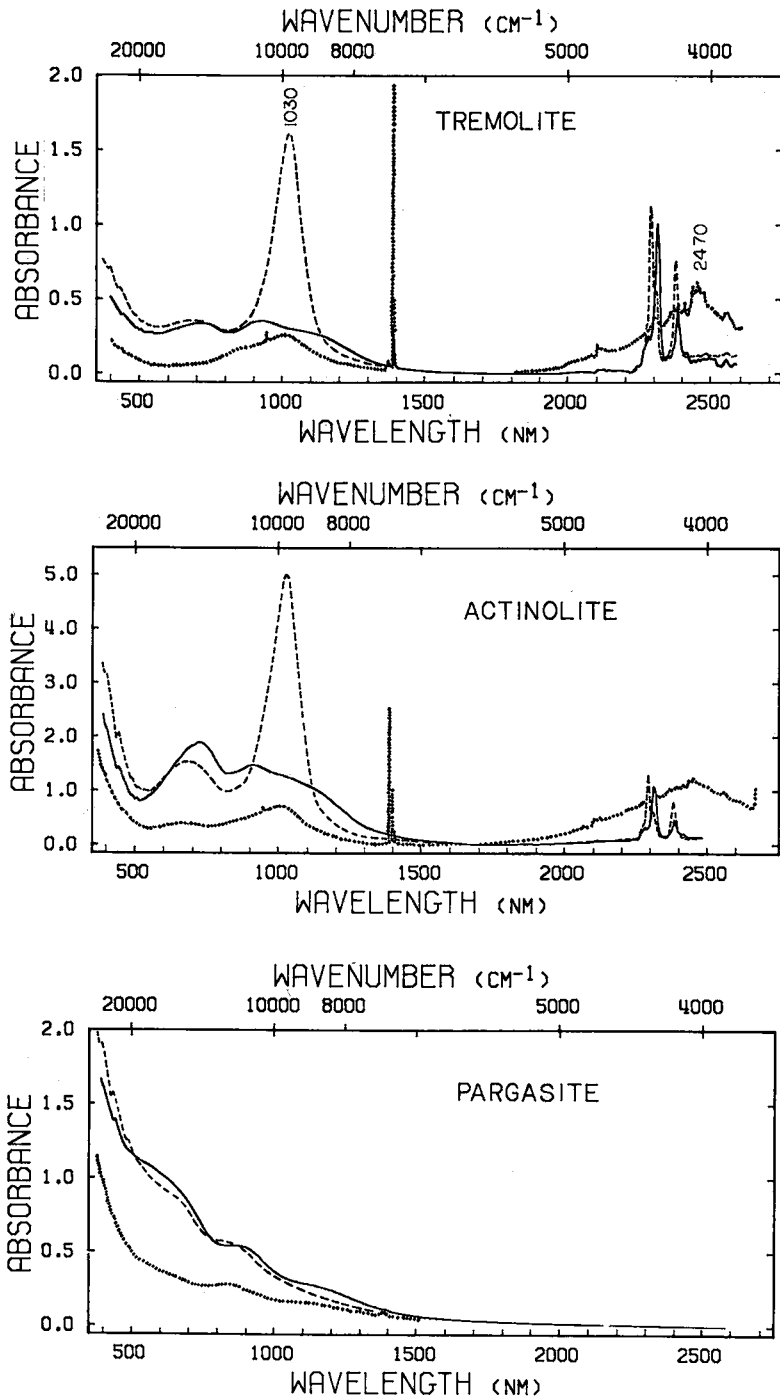 WAVENUMBER (CM-1)
20000 10000 8000 5000 4000
2.0
1.5
1.0
0.5
0.0
ABSORBANCE
1030
TREMOLITE
2470
500 1000 1500 2000 2500
WAVELENGTH (NM)
WAVENUMBER (CM-1)
20000 10000 8000 5000 4000
5.0
4.0
3.0
2.0
1.0
0.0
ABSORBANCE
ACTINOLITE
500 1000 1500 2000 2500
WAVELENGTH (NM)
WAVENUMBER (CM-1)
20000 10000 8000 5000 4000
2.0
1.5
1.0
0.5
0.0
ABSORBANCE
PARGASITE
500 1000 1500 2000 2500
WAVELENGTH (NM)